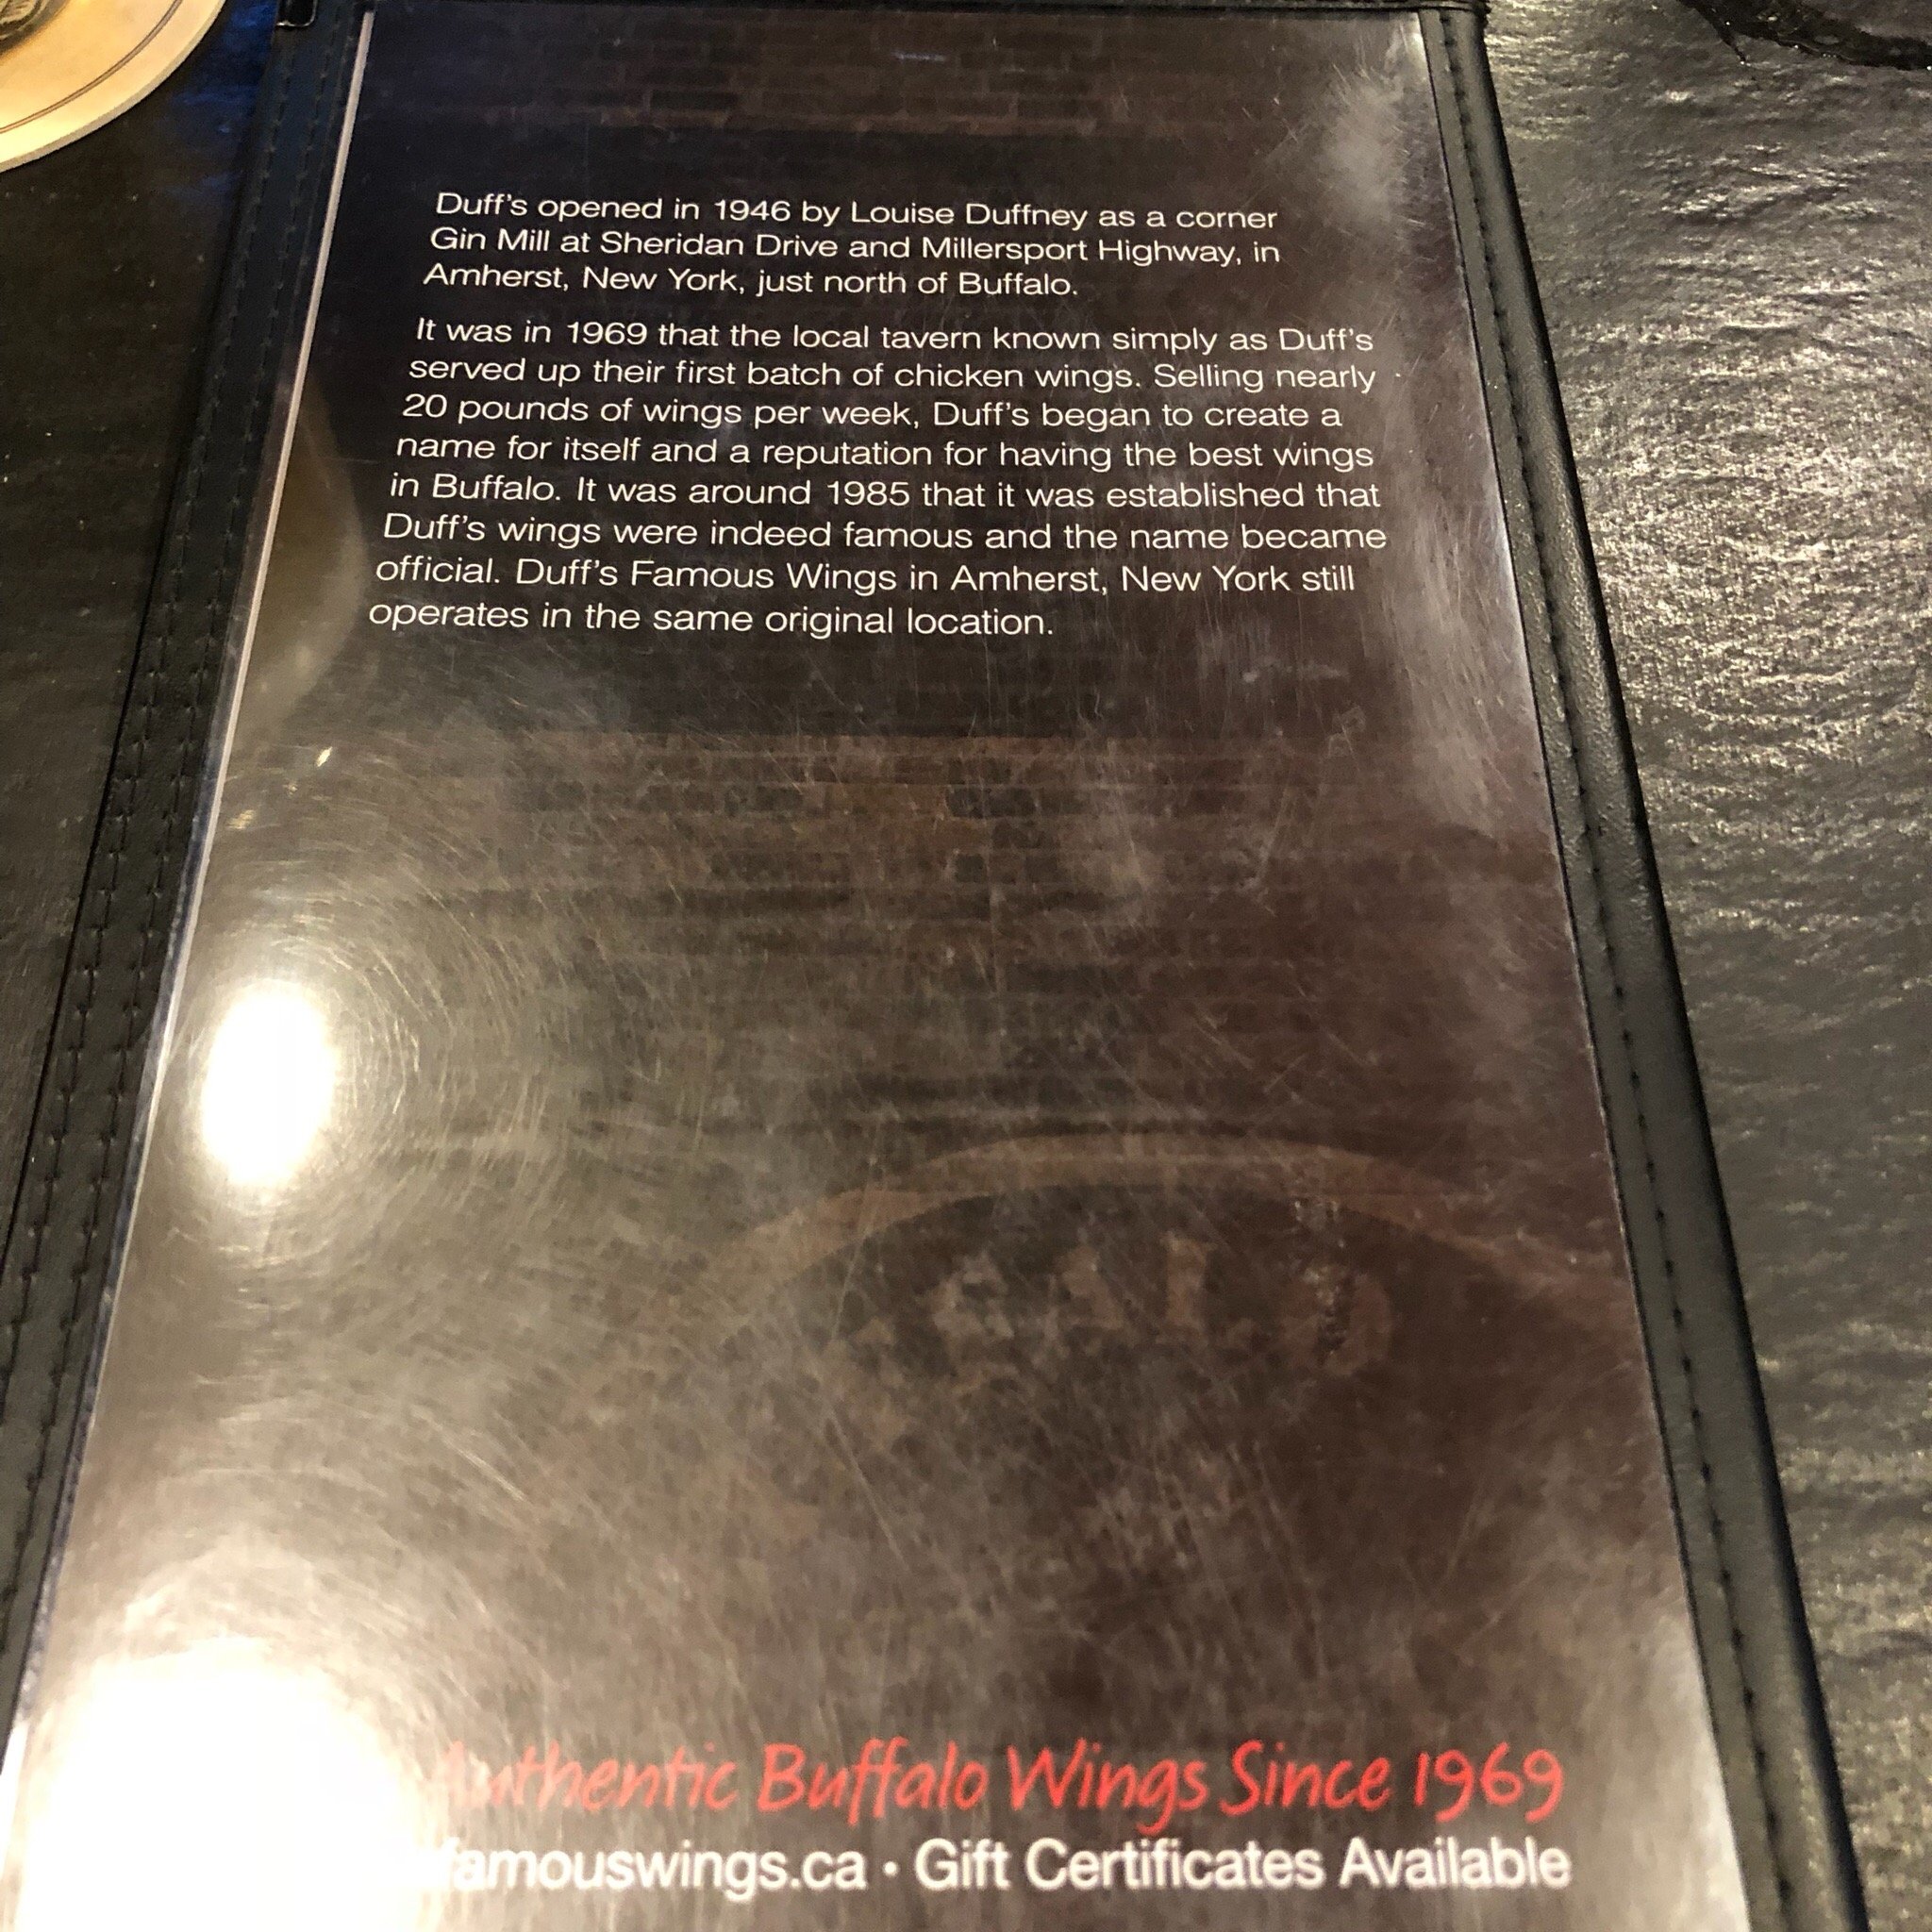 Duff's opened in 1946 by Louise Duffney as a corner
Gin Mill at Sheridan Drive and Millersport Highway, in
Amherst, New York, just north of Buffalo.
It was in 1969 that the local tavern known simply as Duff's
served up their first batch of chicken wings. Selling nearly
20 pounds of wings per week, Duff's began to create a
name for itself and a reputation for having the best wings
in Buffalo. It was around 1985 that it was established that
Duff's wings were indeed famous and the name became
official. Duff's Famous Wings in Amherst, New York still
operates in the same original location.
Authentic Buffalo Wings Since 1969
famouswings.ca • Gift Certificates Available